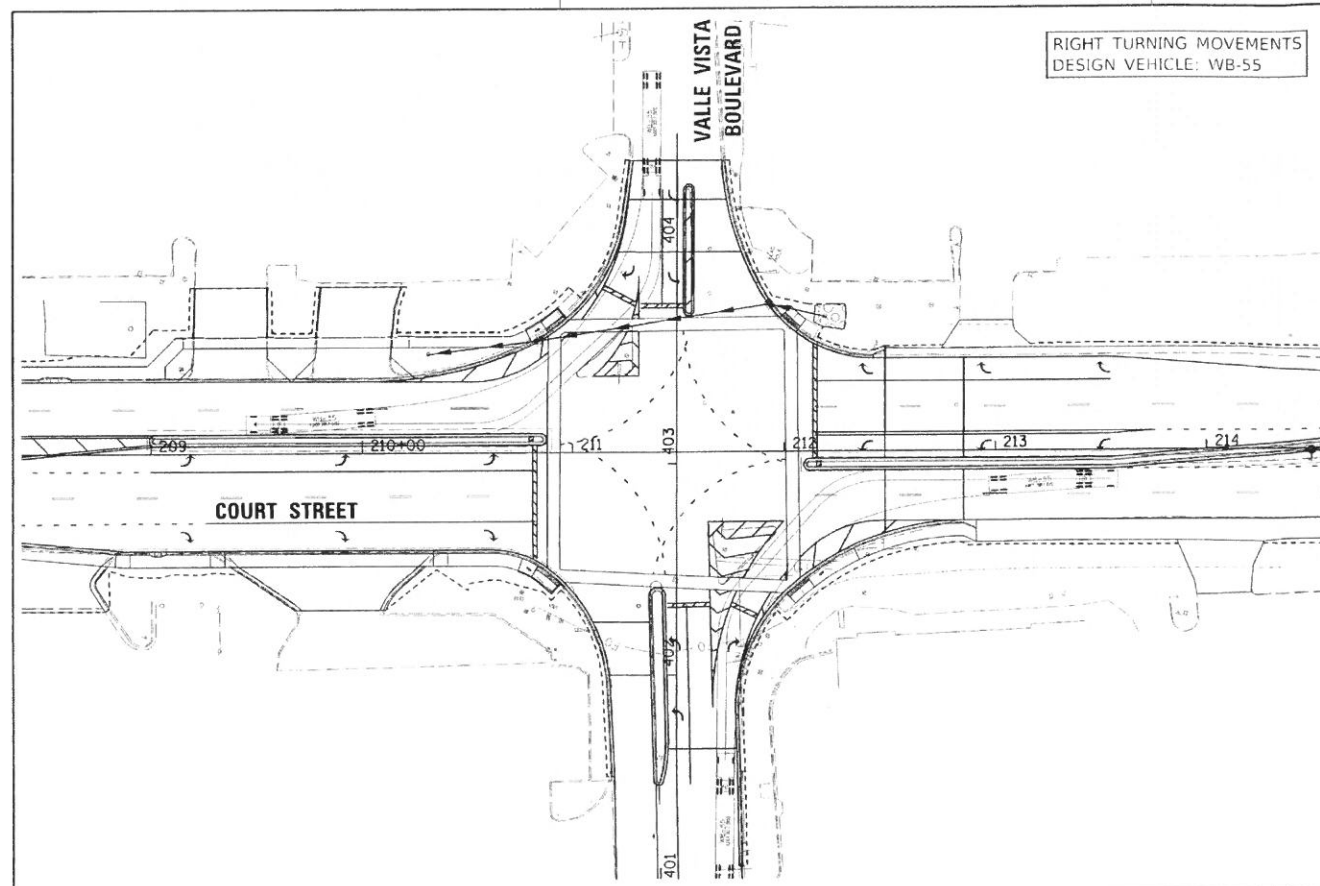 RIGHT TURNING MOVEMENTS
DESIGN VEHICLE: WB-55
VALLE VISTA
BOULEVARD
404
209
210+00
211
403
212
213
214
COURT STREET
402
401